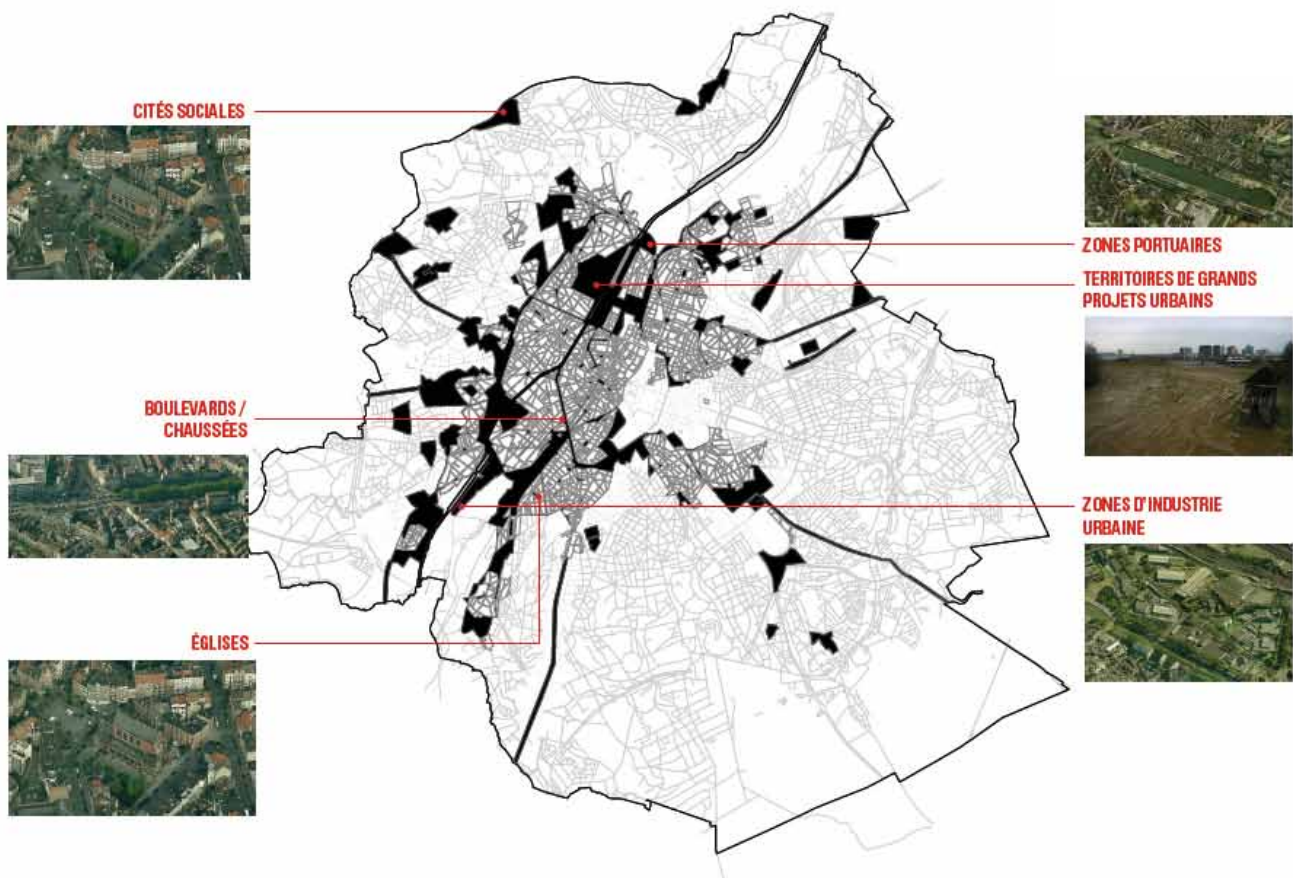 CITÉS SOCIALES
ZONES PORTUAIRES
TERRITOIRES DE GRANDS
PROJETS URBAINS
BOULEVARDS /
CHAUSSÉES
ZONES D'INDUSTRIE
URBAINE
ÉGLISES